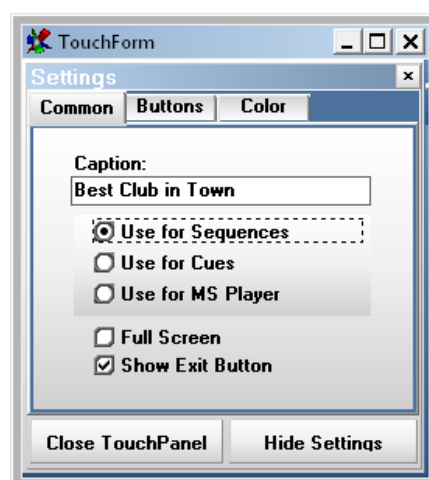 TouchForm
Settings
Common Buttons Color
Caption:
Best Club in Town
Use for Sequences
Use for Cues
Use for MS Player
Full Screen
Show Exit Button
Close TouchPanel Hide Settings